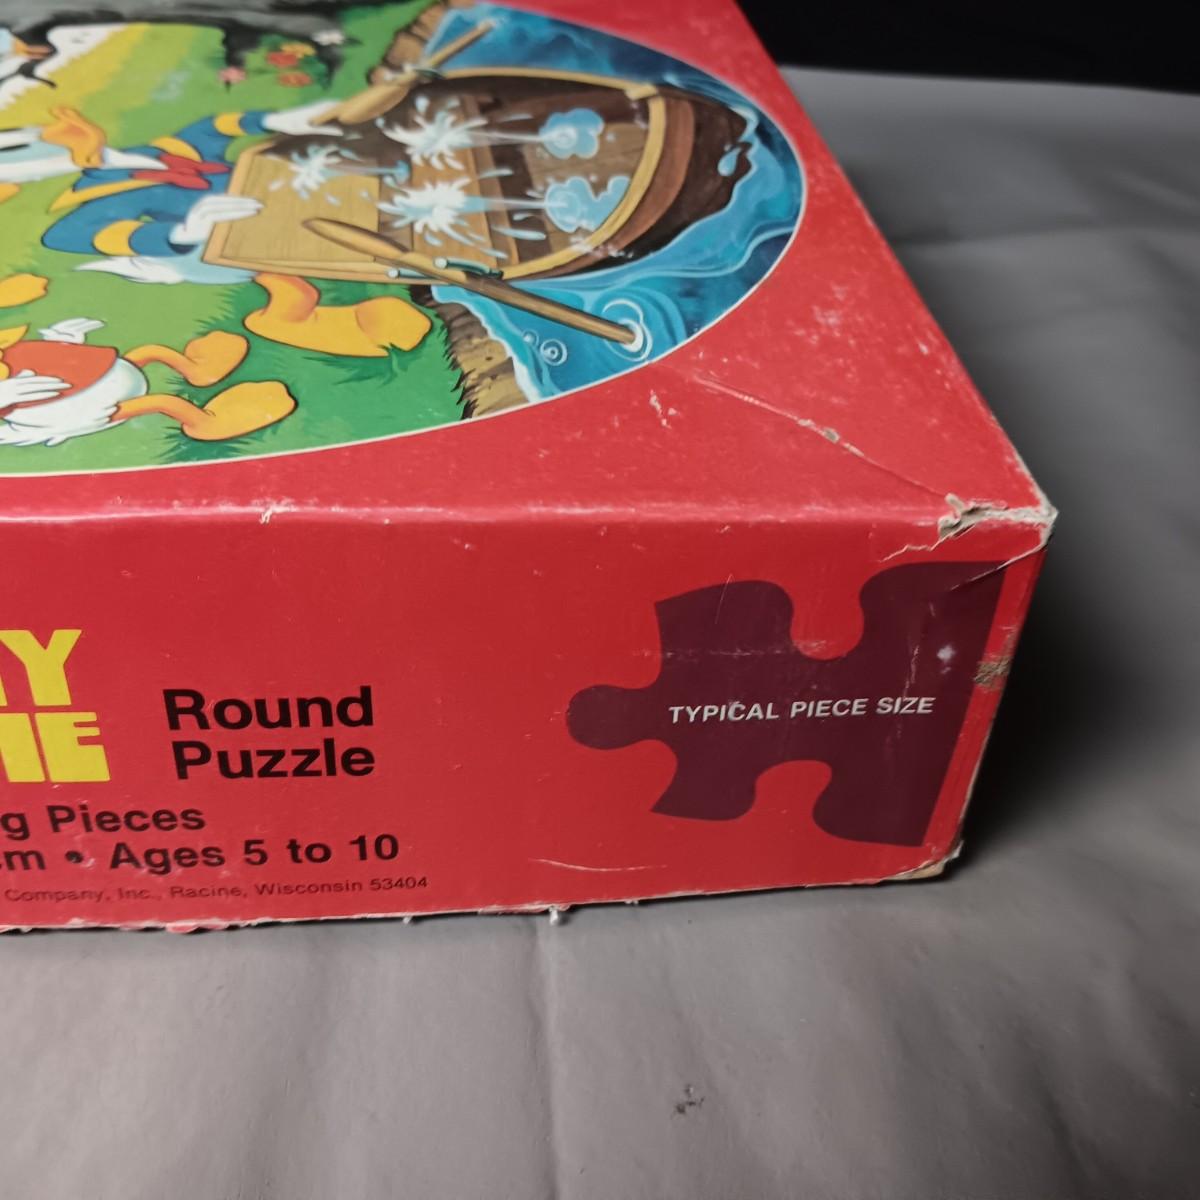 Round
Puzzle
Pieces
Ages 5 to 10
Company, Inc., Racine, Wisconsin 53404
TYPICAL PIECE SIZE